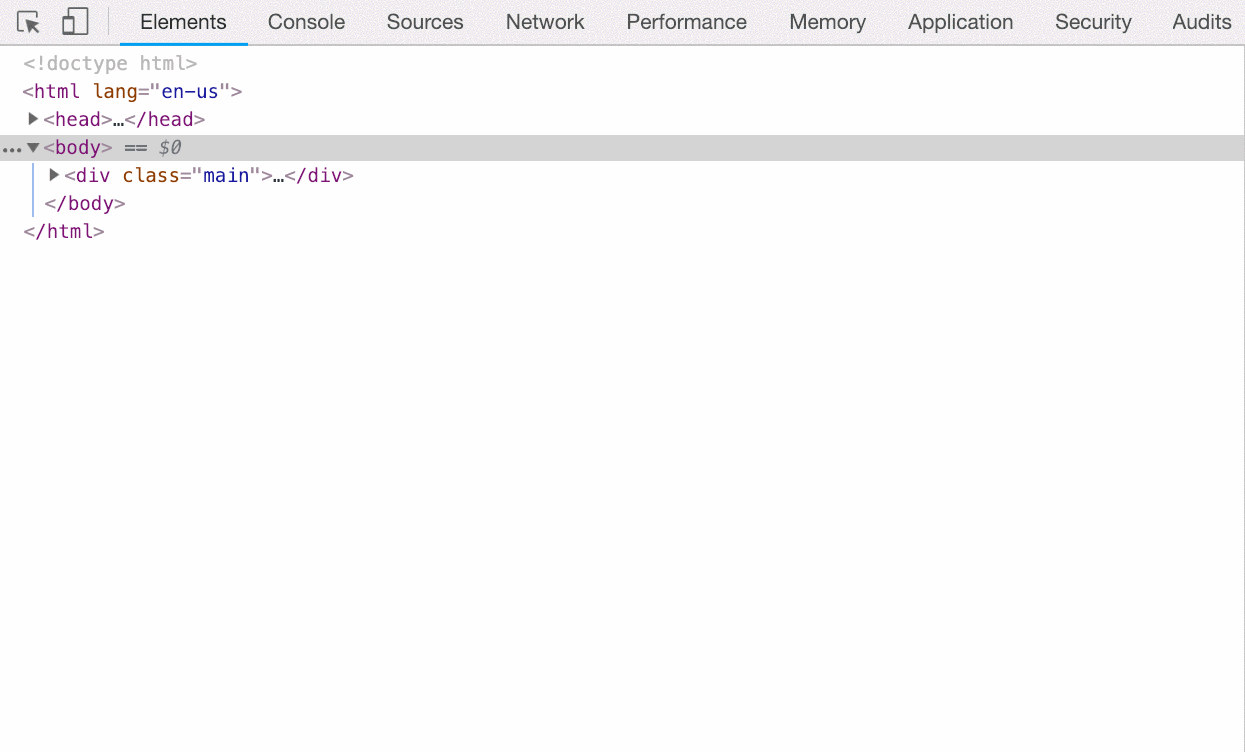 Elements Console Sources Network Performance Memory Application Security Audits
<!doctype html>
<html lang="en-us">
<head>…</head>
<body> == $0
<div class="main">…</div>
</body>
</html>